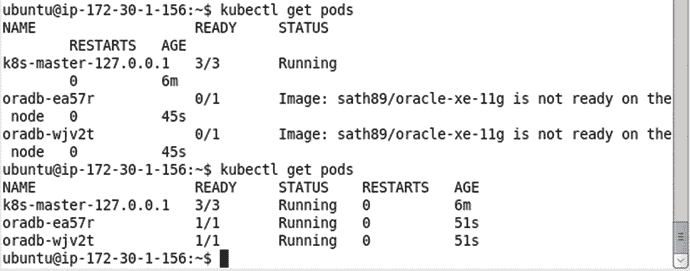 ubuntu@ip-172-30-1-156:~$ kubectl get pods
NAME                   READY     STATUS
        RESTARTS   AGE
k8s-master-127.0.0.1   3/3       Running
        0          6m
oradb-ea57r            0/1       Image: sath89/oracle-xe-11g is not ready on the
 node   0          45s
oradb-wjv2t            0/1       Image: sath89/oracle-xe-11g is not ready on the
 node   0          45s
ubuntu@ip-172-30-1-156:~$ kubectl get pods
NAME                   READY     STATUS    RESTARTS   AGE
k8s-master-127.0.0.1   3/3       Running   0          6m
oradb-ea57r            1/1       Running   0          51s
oradb-wjv2t            1/1       Running   0          51s
ubuntu@ip-172-30-1-156:~$